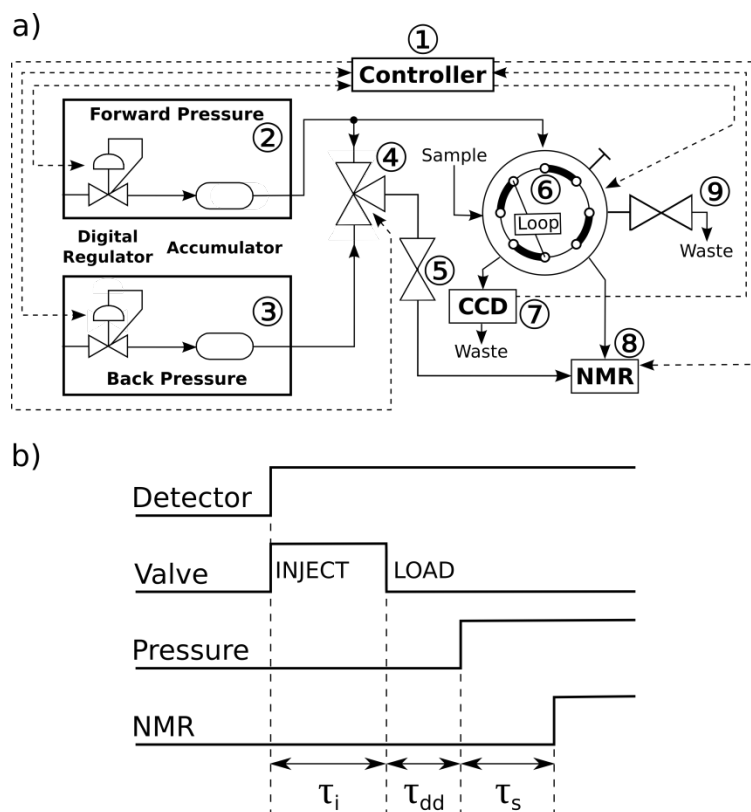 a)
①
Controller
Forward Pressure
②
④
Sample
⑥
⑨
Loop
Waste
Digital
Regulator
Accumulator
⑤
③
CCD
⑦
Waste
⑧
NMR
Back Pressure
b)
Detector
Valve
INJECT
LOAD
Pressure
NMR
τi
τdd
τs